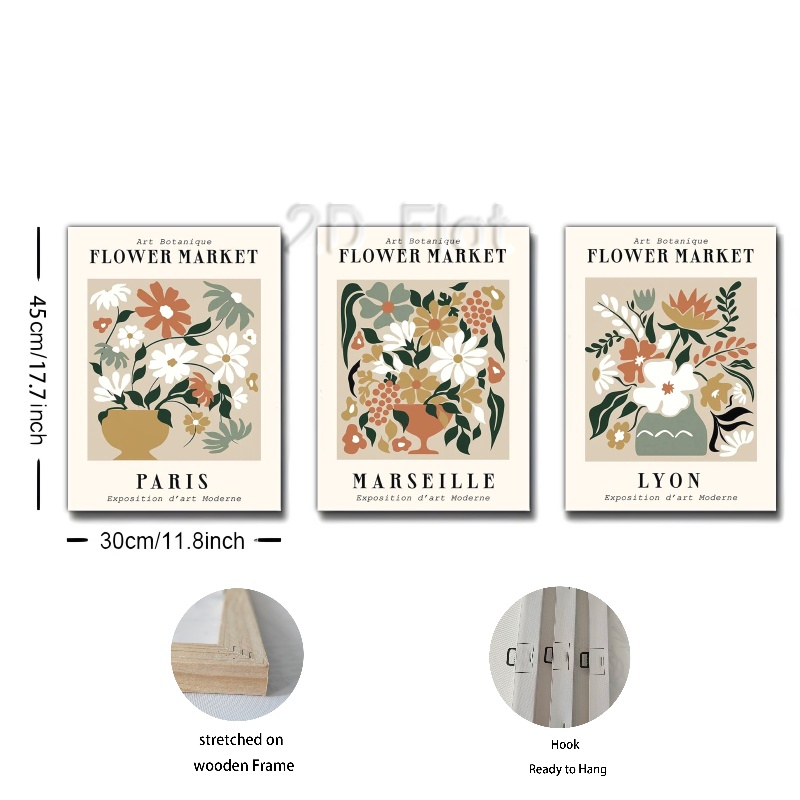 2D Flat
Art Botanique
FLOWER MARKET
PARIS
Exposition d'art Moderne
Art Botanique
FLOWER MARKET
MARSEILLE
Exposition d'art Moderne
Art Botanique
FLOWER MARKET
LYON
Exposition d'art Moderne
45cm/17.7inch
30cm/11.8inch
stretched on
wooden Frame
Hook
Ready to Hang